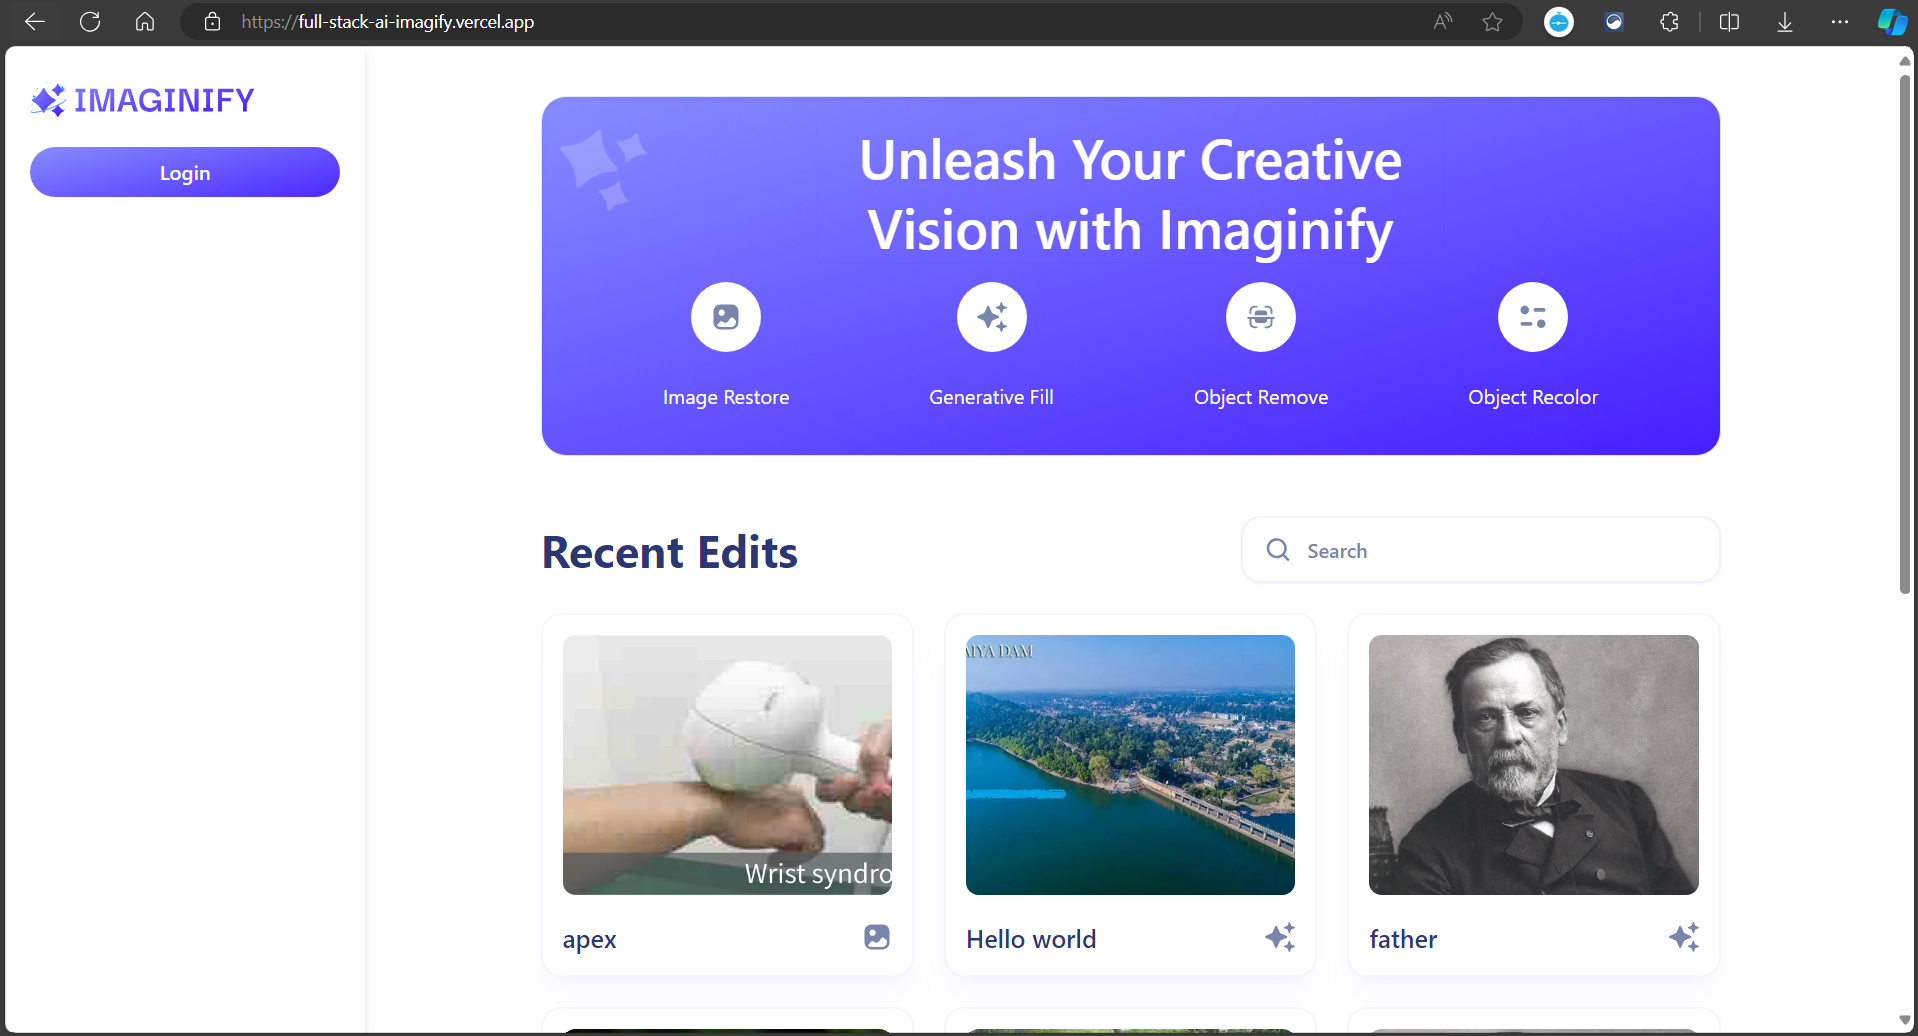 https://full-stack-ai-imagify.vercel.app
IMAGINIFY
Login
Unleash Your Creative
Vision with Imaginify
Image Restore
Generative Fill
Object Remove
Object Recolor
Recent Edits
Search
AIYA DAM
Wrist syndro
apex
Hello world
father